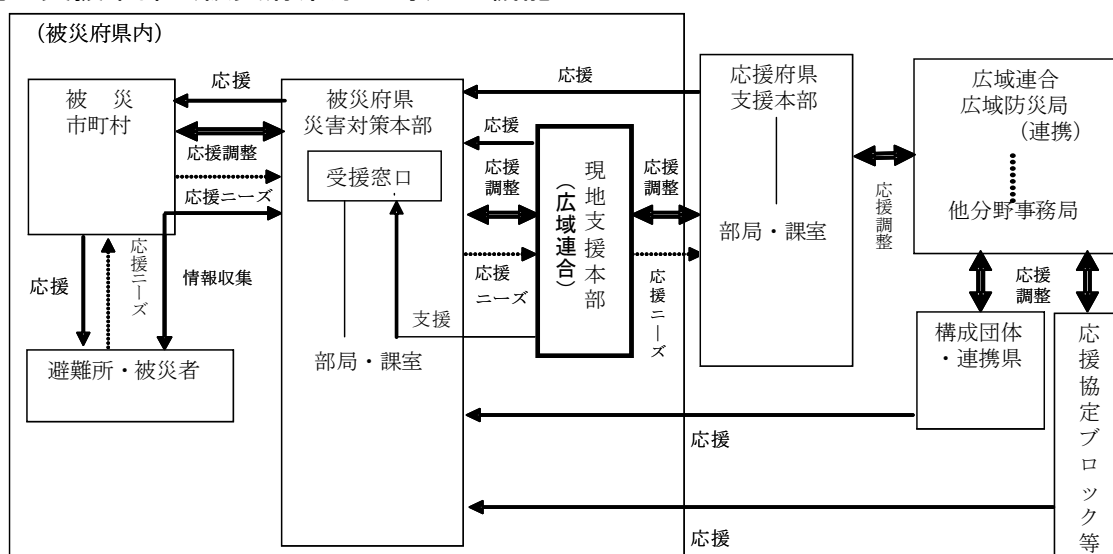 (被災府県内)
被　災
市町村
応援
応援調整
応援ニーズ
応援
応援ニーズ
情報収集
避難所・被災者
被災府県
災害対策本部
受援窓口
部局・課室
応援
応援
応援
調整
応援
ニーズ
支援
現地支援本部
(広域連合)
応援
調整
応援ニーズ
応援府県
支援本部
部局・課室
応援調整
広域連合
広域防災局
(連携)
他分野事務局
応援
調整
構成団体
・連携県
応援協定ブロック等
応援
応援